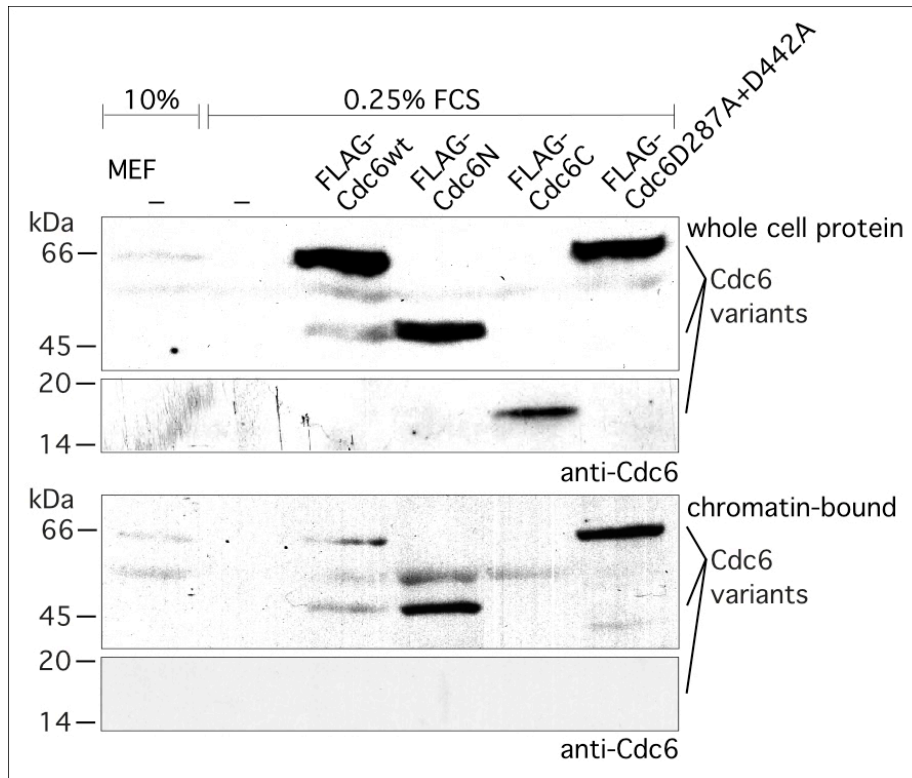 10%
0.25% FCS
MEF
–
–
FLAG-
Cdc6wt
FLAG-
Cdc6N
FLAG-
Cdc6C
FLAG-
Cdc6D287A+D442A
kDa
whole cell protein
66
Cdc6
variants
45
20
14
anti-Cdc6
kDa
chromatin-bound
66
Cdc6
variants
45
20
14
anti-Cdc6